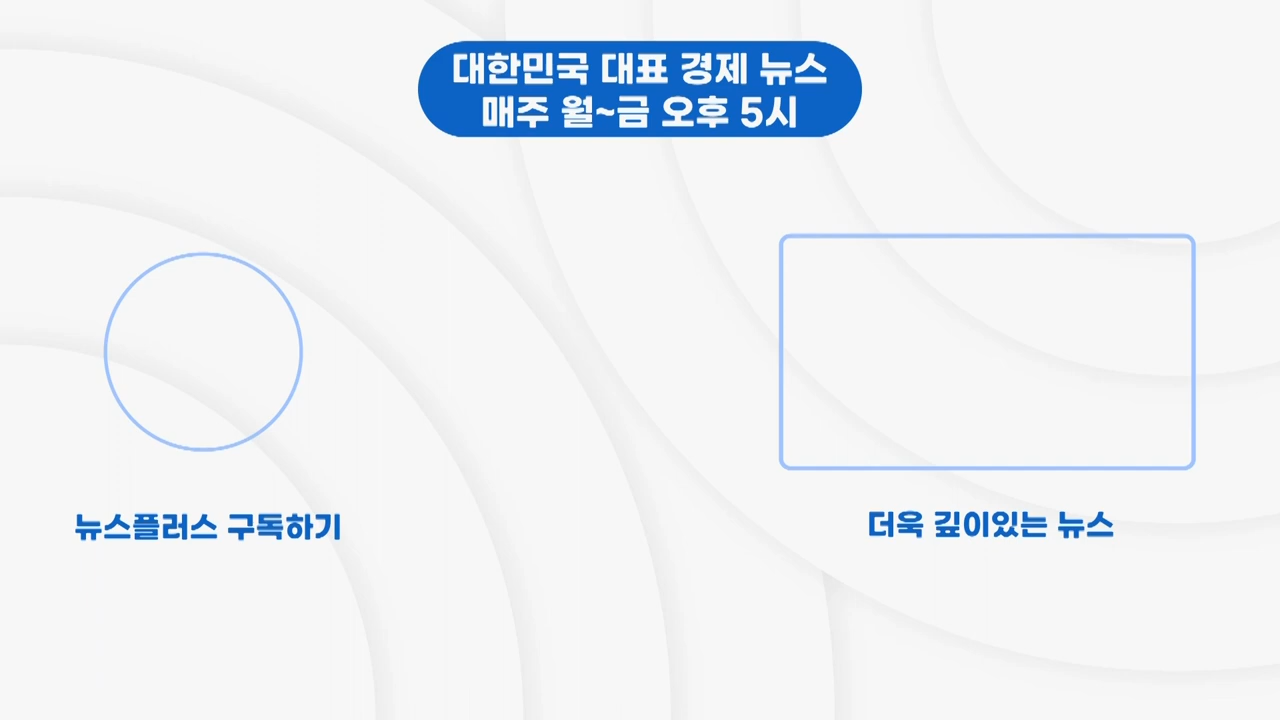 대한민국 대표 경제 뉴스
매주 월~금 오후 5시
뉴스플러스 구독하기
더욱 깊이있는 뉴스